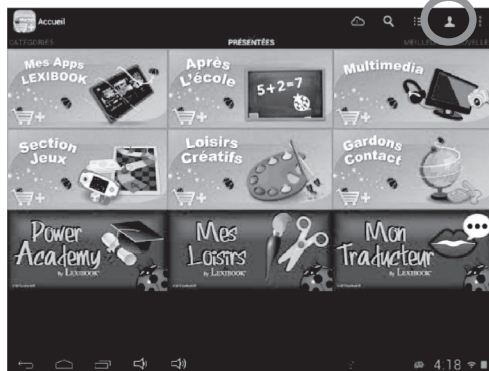 Accueil
CATÉGORIES
PRÉSENTÉES
Mes Apps
LEXIBOOK
Après
L'école
5+2=7
Multimedia
Section
Jeux
Loisirs
Créatifs
Gardons
Contact
Power
Academy
By LEXIBOOK
Mes
Loisirs
By LEXIBOOK
Mon
Traducteur
By LEXIBOOK
4.18